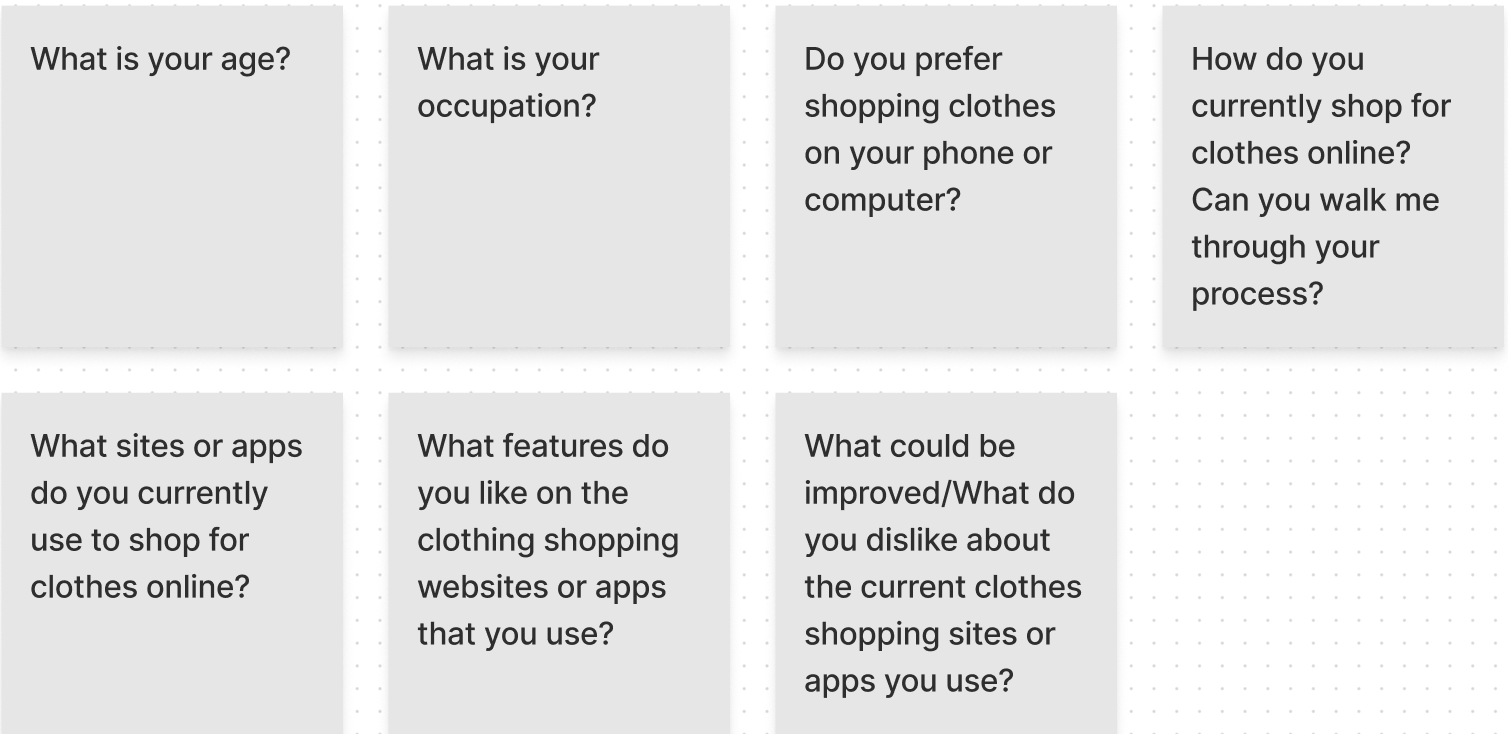 What is your age?
What is your
occupation?
Do you prefer
shopping clothes
on your phone or
computer?
How do you
currently shop for
clothes online?
Can you walk me
through your
process?
What sites or apps
do you currently
use to shop for
clothes online?
What features do
you like on the
clothing shopping
websites or apps
that you use?
What could be
improved/What do
you dislike about
the current clothes
shopping sites or
apps you use?